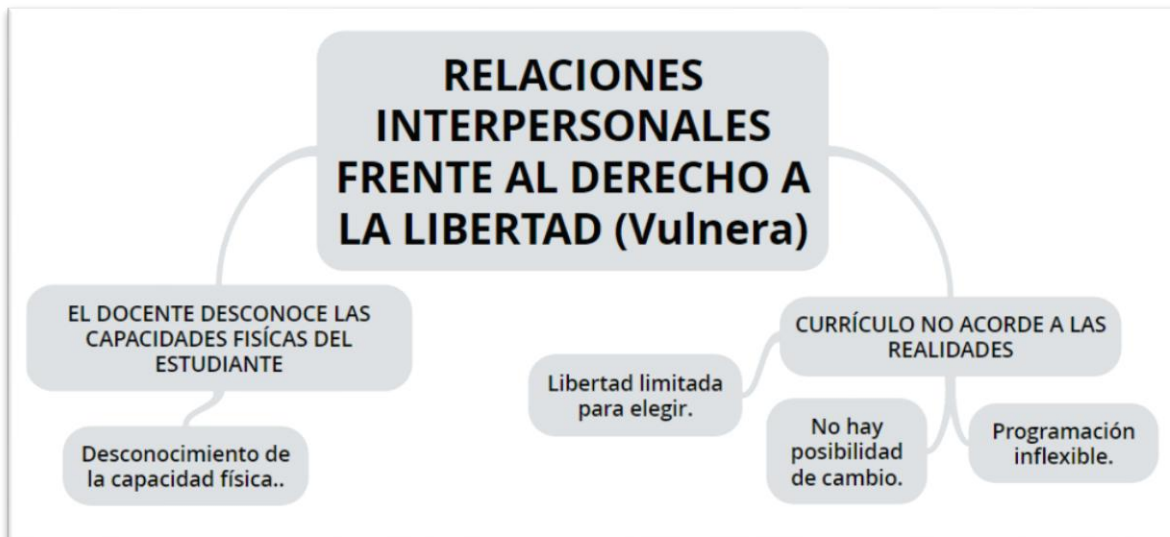 RELACIONES
INTERPERSONALES
FRENTE AL DERECHO A
LA LIBERTAD (Vulnera)
EL DOCENTE DESCONOCE LAS
CAPACIDADES FISÍCAS DEL
ESTUDIANTE
Desconocimiento de
la capacidad física..
CURRÍCULO NO ACORDE A LAS
REALIDADES
Libertad limitada
para elegir.
No hay
posibilidad
de cambio.
Programación
inflexible.